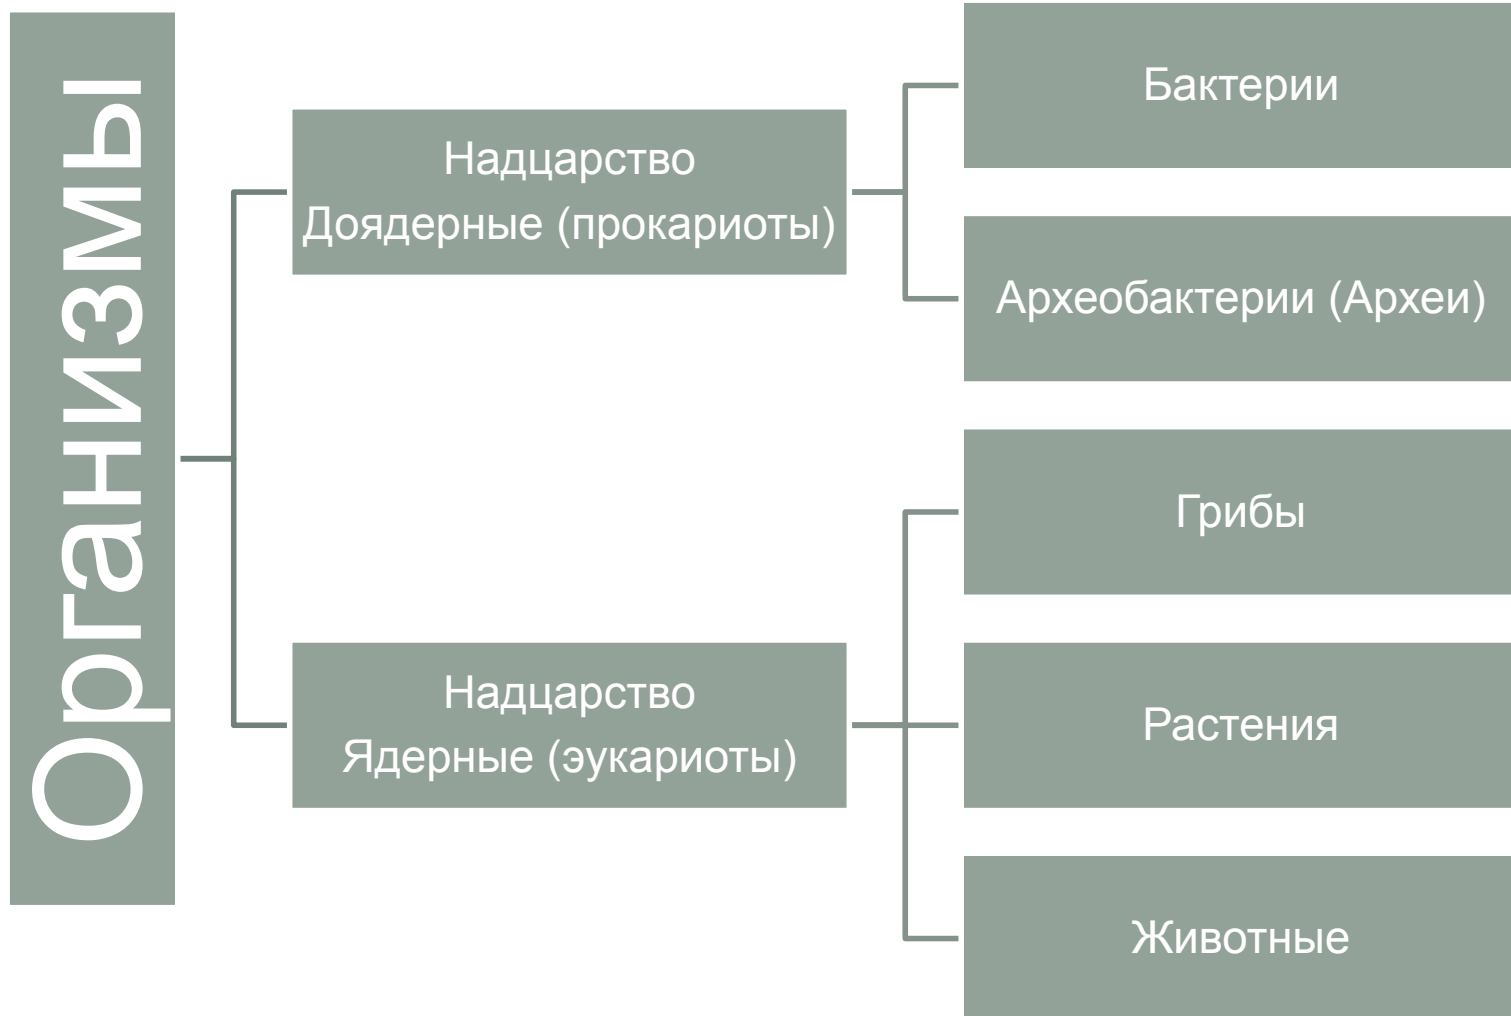 Организмы
Надцарство
Доядерные (прокариоты)
Бактерии
Археобактерии (Археи)
Надцарство
Ядерные (эукариоты)
Грибы
Растения
Животные